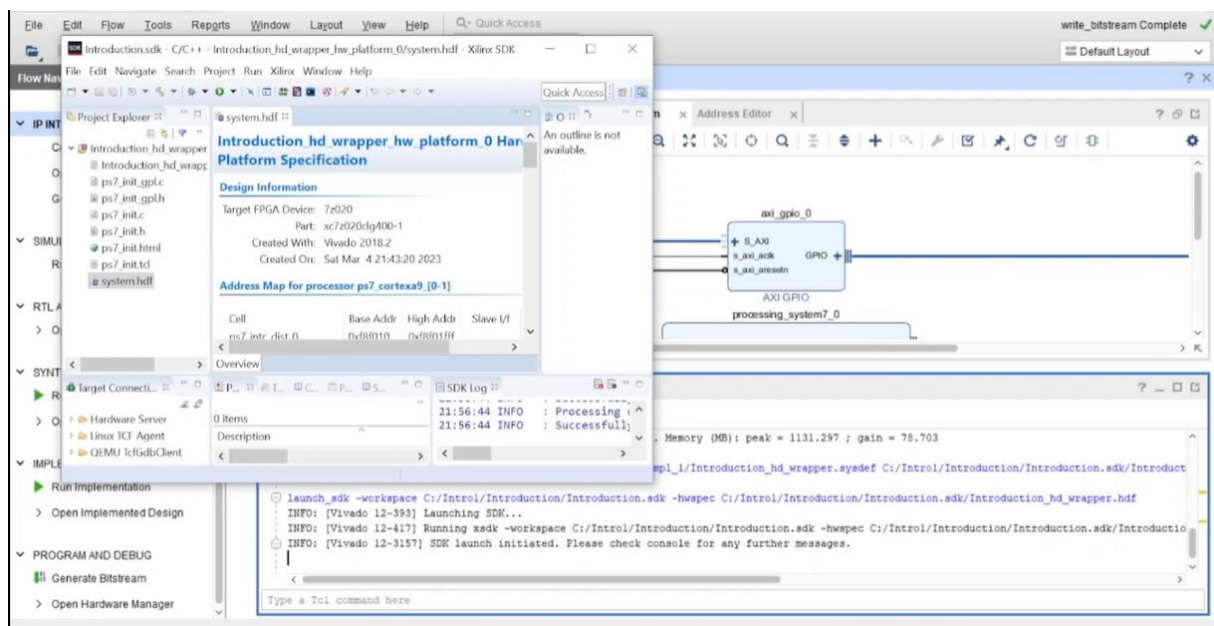 File Edit Flow Tools Reports Window Layout View Help Q- Quick Access
write_bitstream Complete
Default Layout
Flow Nav
Introduction.sdk - C/C++ - Introduction_hd_wrapper_hw_platform_0/system.hdf - Xilinx SDK
File Edit Navigate Search Project Run Xilinx Window Help
Quick Access
Project Explorer
Introduction_hd_wrapper
Introduction_hd_wrapp
ps7_init_gpl.c
ps7_init_gpl.h
ps7_init.c
ps7_init.h
ps7_init.html
ps7_init.tcl
system.hdf
system.hdf
Introduction_hd_wrapper_hw_platform_0 Har
Platform Specification
Design Information
Target FPGA Device: 7z020
Part: xc7z020clg400-1
Created With: Vivado 2018.2
Created On: Sat Mar 4 21:43:20 2023
Address Map for processor ps7_cortexa9_[0-1]
Cell Base Addr High Addr Slave I/f
ps7_intc_dist_0 0xf8f010 0xf8f01fff
Overview
An outline is not
available.
Target Connecti...
Hardware Server
Linux TCF Agent
QEMU TcfGdbClient
P... T... C... P... S...
0 items
Description
SDK Log
21:56:44 INFO : Processing
21:56:44 INFO : Successfull
IP INT
SIMUL
RTL A
SYNT
IMPLE
Run Implementation
Open Implemented Design
PROGRAM AND DEBUG
Generate Bitstream
Open Hardware Manager
Address Editor
axi_gpio_0
S_AXI
s_axi_aclk GPIO
s_axi_aresetn
AXI GPIO
processing_system7_0
. Memory (MB): peak = 1131.297 ; gain = 78.703
mpl_1/Introduction_hd_wrapper.sysdef C:/Introl/Introduction/Introduction.sdk/Introduct
launch_sdk -workspace C:/Introl/Introduction/Introduction.sdk -hwspec C:/Introl/Introduction/Introduction.sdk/Introduction_hd_wrapper.hdf
INFO: [Vivado 12-393] Launching SDK...
INFO: [Vivado 12-417] Running xsdk -workspace C:/Introl/Introduction/Introduction.sdk -hwspec C:/Introl/Introduction/Introduction.sdk/Introductio
INFO: [Vivado 12-3157] SDK launch initiated. Please check console for any further messages.
Type a Tcl command here